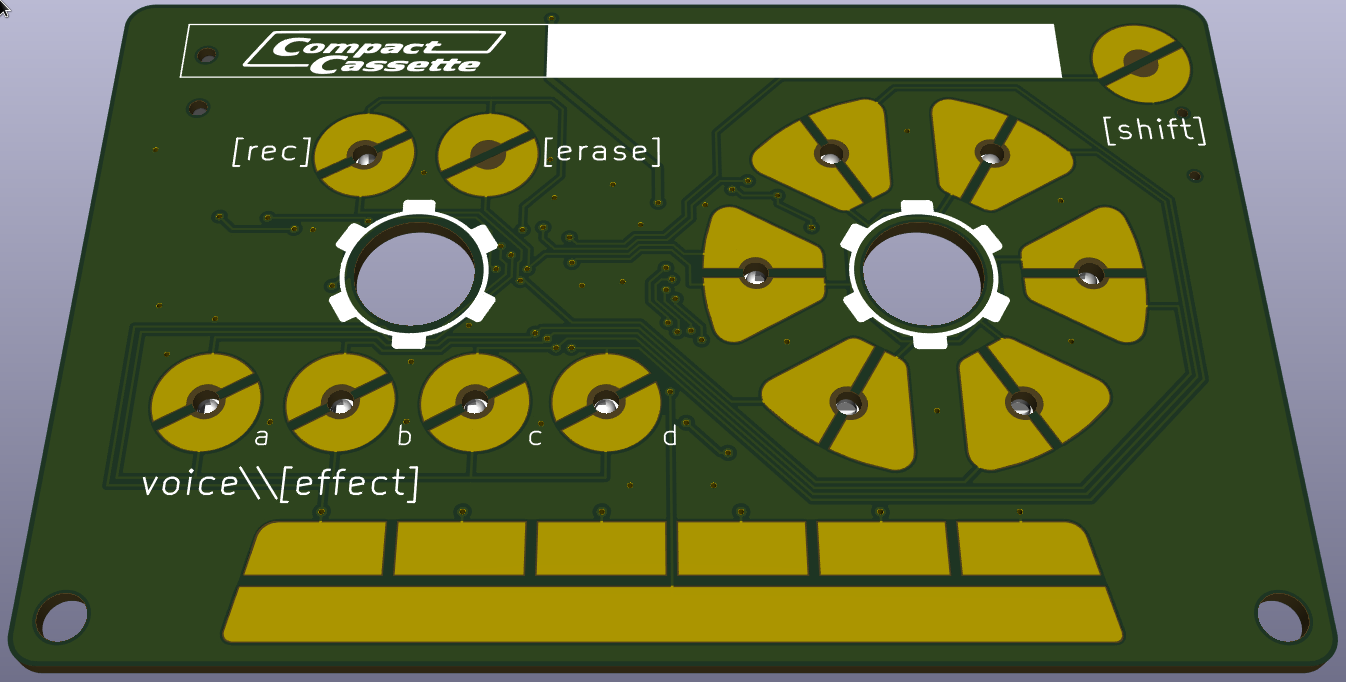 Compact
Cassette
[shift]
[rec] [erase]
a b c d
voice\\[effect]